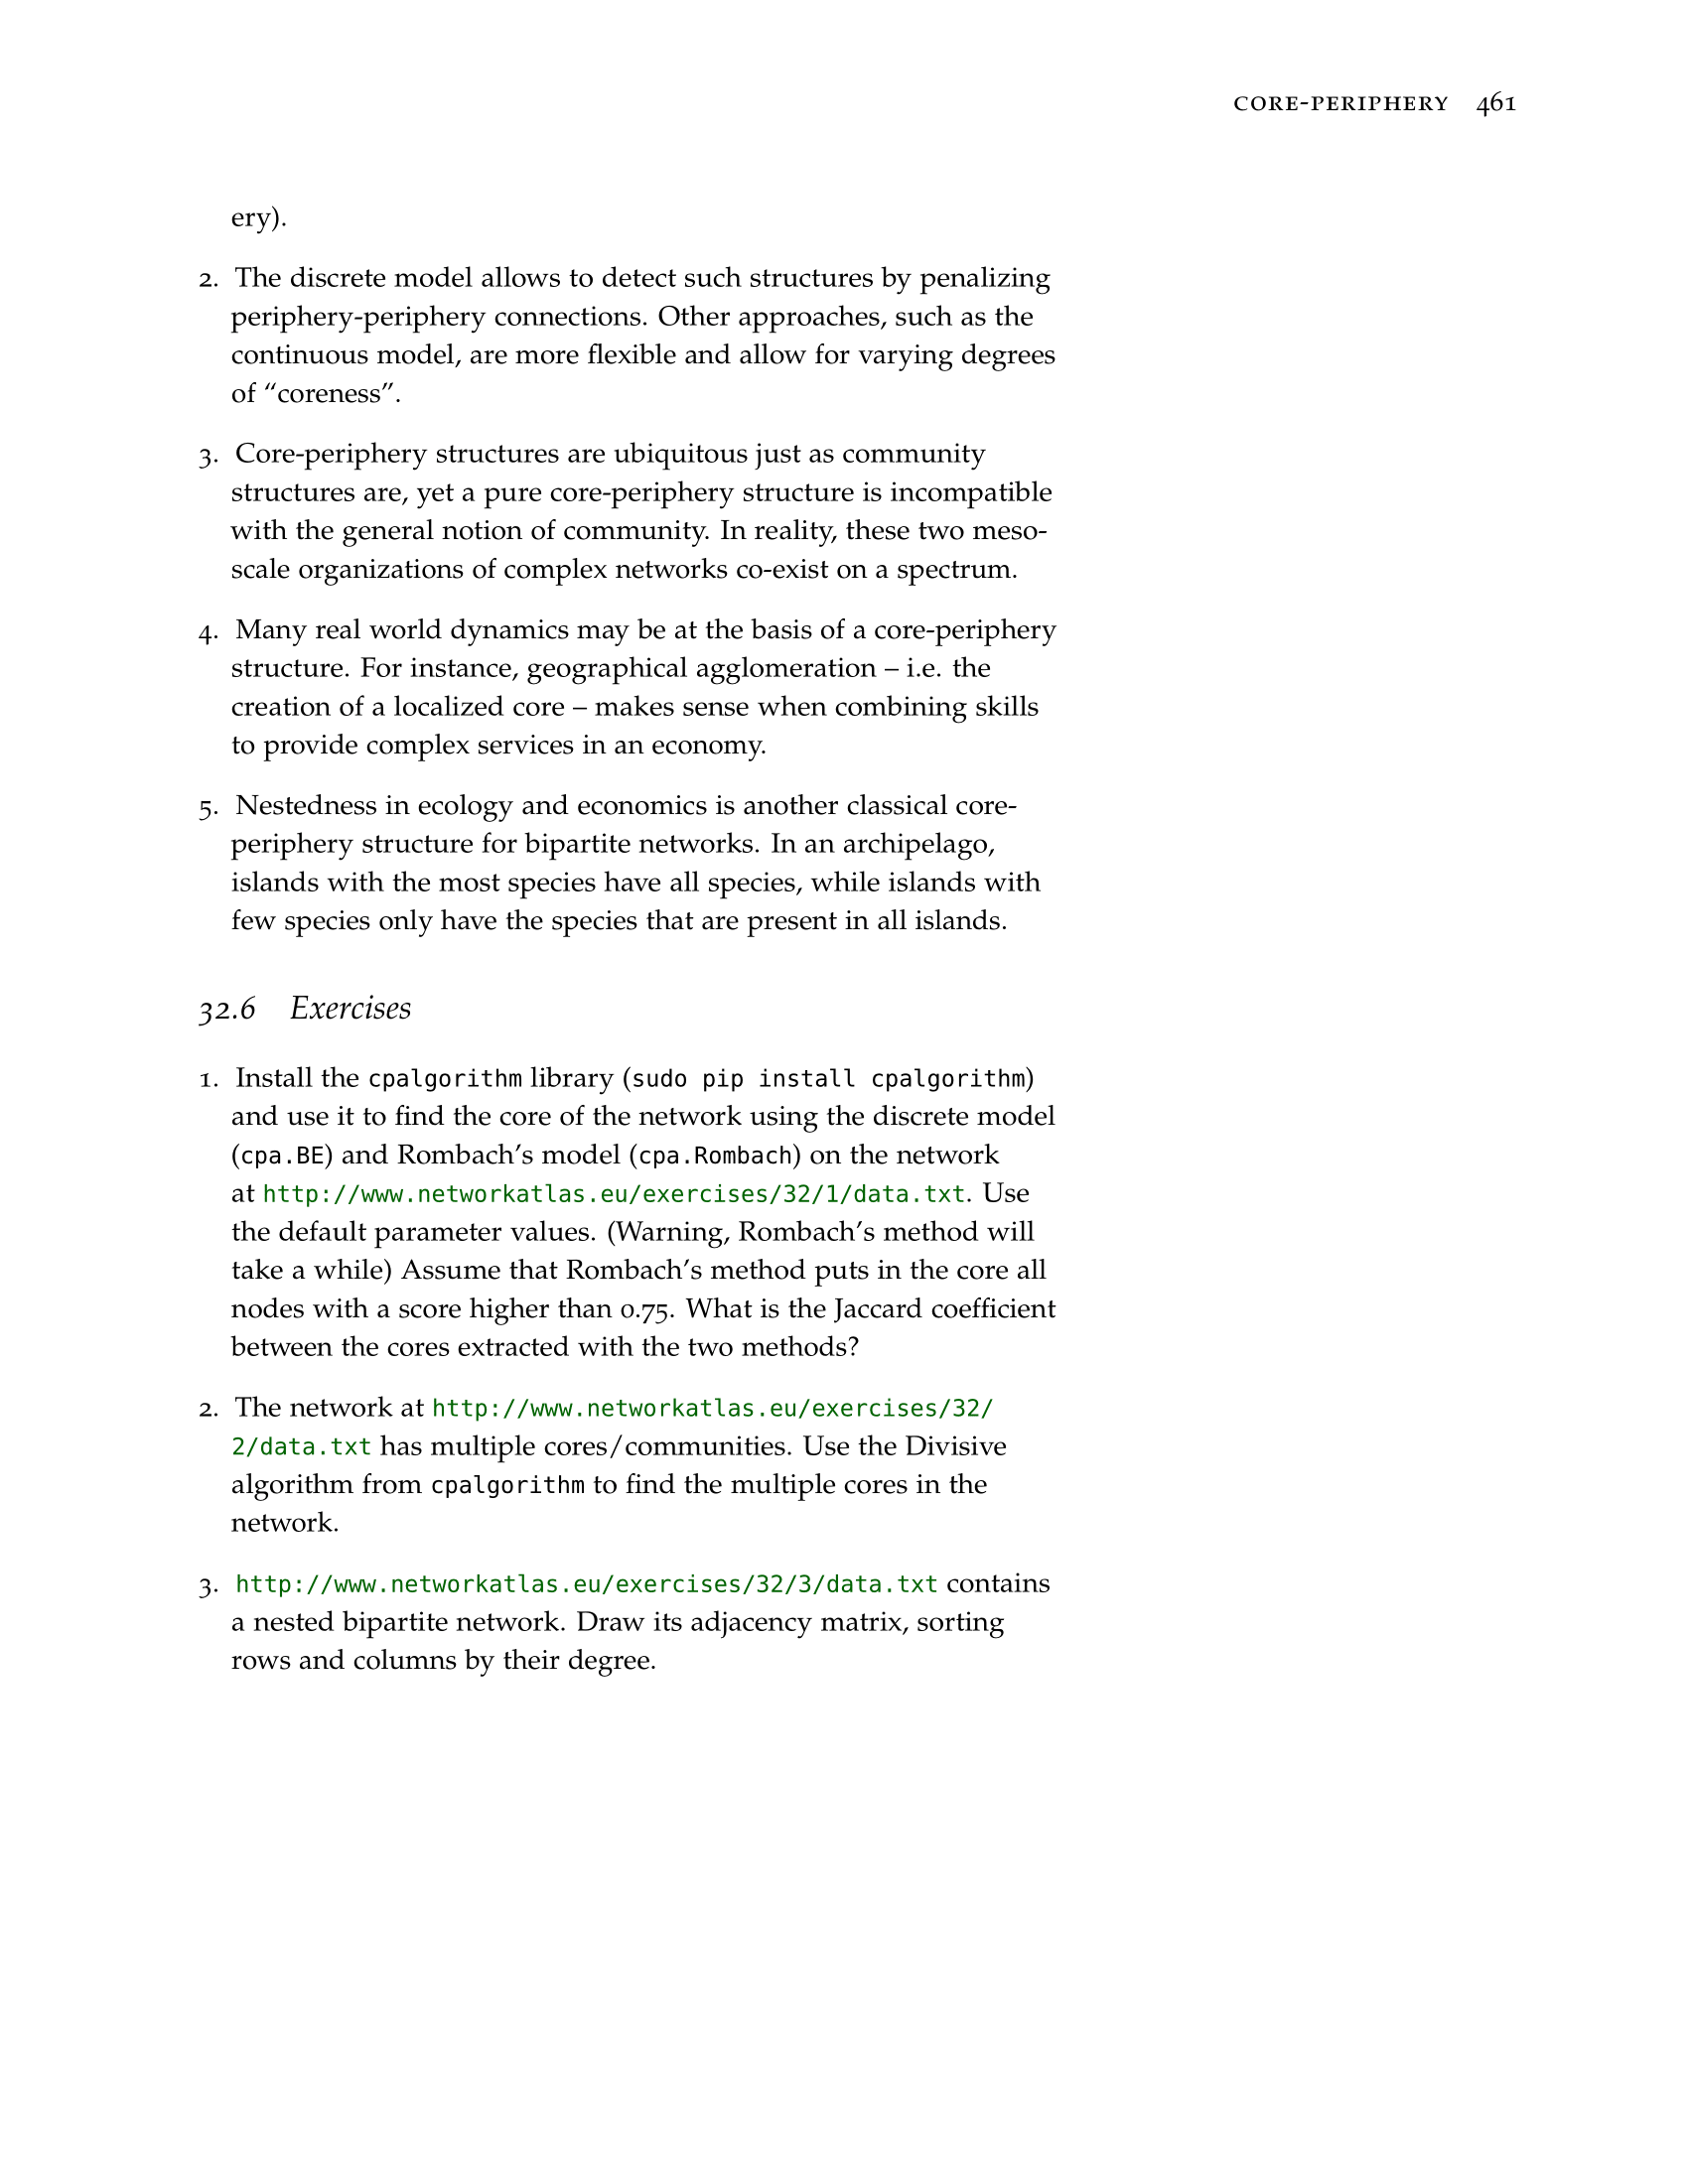 CORE-PERIPHERY 461
ery).
2. The discrete model allows to detect such structures by penalizing
periphery-periphery connections. Other approaches, such as the
continuous model, are more flexible and allow for varying degrees
of “coreness”.
3. Core-periphery structures are ubiquitous just as community
structures are, yet a pure core-periphery structure is incompatible
with the general notion of community. In reality, these two meso-
scale organizations of complex networks co-exist on a spectrum.
4. Many real world dynamics may be at the basis of a core-periphery
structure. For instance, geographical agglomeration – i.e. the
creation of a localized core – makes sense when combining skills
to provide complex services in an economy.
5. Nestedness in ecology and economics is another classical core-
periphery structure for bipartite networks. In an archipelago,
islands with the most species have all species, while islands with
few species only have the species that are present in all islands.
32.6 Exercises
1. Install the cpalgorithm library (sudo pip install cpalgorithm)
and use it to find the core of the network using the discrete model
(cpa.BE) and Rombach’s model (cpa.Rombach) on the network
at http://www.networkatlas.eu/exercises/32/1/data.txt. Use
the default parameter values. (Warning, Rombach’s method will
take a while) Assume that Rombach’s method puts in the core all
nodes with a score higher than 0.75. What is the Jaccard coefficient
between the cores extracted with the two methods?
2. The network at http://www.networkatlas.eu/exercises/32/
2/data.txt has multiple cores/communities. Use the Divisive
algorithm from cpalgorithm to find the multiple cores in the
network.
3. http://www.networkatlas.eu/exercises/32/3/data.txt contains
a nested bipartite network. Draw its adjacency matrix, sorting
rows and columns by their degree.